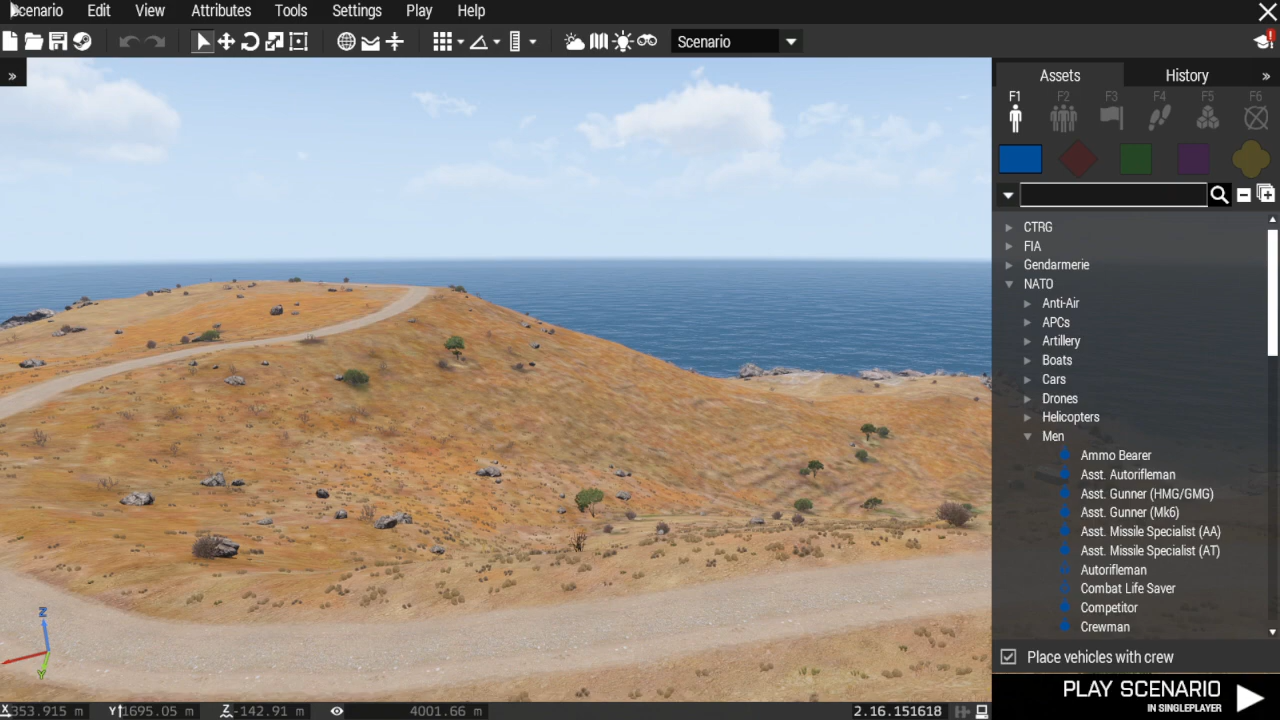 Scenario Edit View Attributes Tools Settings Play Help
Scenario
Assets History
F1 F2 F3 F4 F5 F6
CTRG
FIA
Gendarmerie
NATO
Anti-Air
APCs
Artillery
Boats
Cars
Drones
Helicopters
Men
Ammo Bearer
Asst. Autorifleman
Asst. Gunner (HMG/GMG)
Asst. Gunner (Mk6)
Asst. Missile Specialist (AA)
Asst. Missile Specialist (AT)
Autorifleman
Combat Life Saver
Competitor
Crewman
Place vehicles with crew
PLAY SCENARIO
IN SINGLEPLAYER
Z
Y
X 353.915 m Y 1695.05 m Z -142.91 m 4001.66 m 2.16.151618